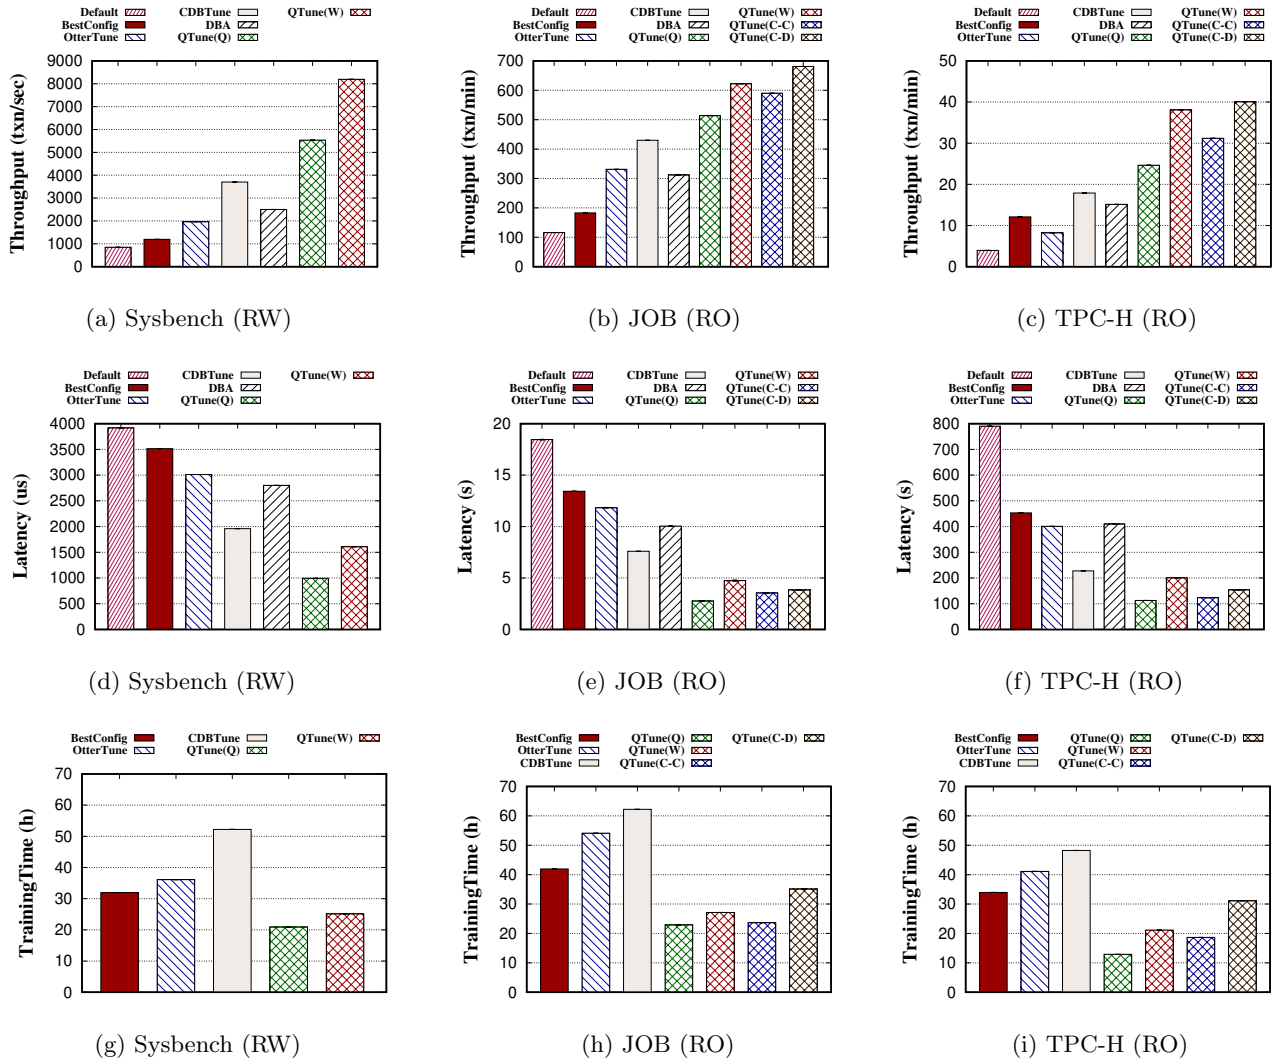 Default CDBTune QTune(W)
BestConfig DBA
OtterTune QTune(Q)
Throughput (txn/sec)
9000
8000
7000
6000
5000
4000
3000
2000
1000
0
(a) Sysbench (RW)
Default CDBTune QTune(W)
BestConfig DBA QTune(C-C)
OtterTune QTune(Q) QTune(C-D)
Throughput (txn/min)
700
600
500
400
300
200
100
0
(b) JOB (RO)
Default CDBTune QTune(W)
BestConfig DBA QTune(C-C)
OtterTune QTune(Q) QTune(C-D)
Throughput (txn/min)
50
40
30
20
10
0
(c) TPC-H (RO)
Default CDBTune QTune(W)
BestConfig DBA
OtterTune QTune(Q)
Latency (us)
4000
3500
3000
2500
2000
1500
1000
500
0
(d) Sysbench (RW)
Default CDBTune QTune(W)
BestConfig DBA QTune(C-C)
OtterTune QTune(Q) QTune(C-D)
Latency (s)
20
15
10
5
0
(e) JOB (RO)
Default CDBTune QTune(W)
BestConfig DBA QTune(C-C)
OtterTune QTune(Q) QTune(C-D)
Latency (s)
800
700
600
500
400
300
200
100
0
(f) TPC-H (RO)
BestConfig CDBTune QTune(W)
OtterTune QTune(Q)
TrainingTime (h)
70
60
50
40
30
20
10
0
(g) Sysbench (RW)
BestConfig QTune(Q) QTune(C-D)
OtterTune QTune(W)
CDBTune QTune(C-C)
TrainingTime (h)
70
60
50
40
30
20
10
0
(h) JOB (RO)
BestConfig QTune(Q) QTune(C-D)
OtterTune QTune(W)
CDBTune QTune(C-C)
TrainingTime (h)
70
60
50
40
30
20
10
0
(i) TPC-H (RO)